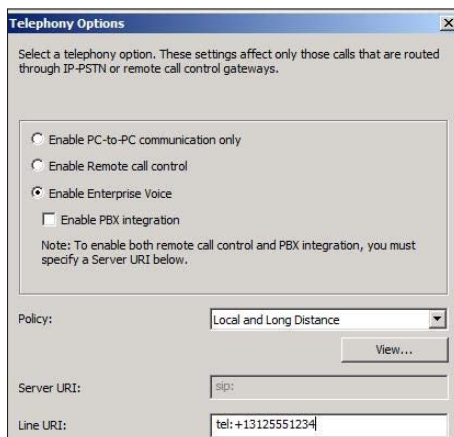 Telephony Options
Select a telephony option. These settings affect only those calls that are routed
through IP-PSTN or remote call control gateways.
Enable PC-to-PC communication only
Enable Remote call control
Enable Enterprise Voice
Enable PBX integration
Note: To enable both remote call control and PBX integration, you must
specify a Server URI below.
Policy: Local and Long Distance
View...
Server URI: sip:
Line URI: tel:+13125551234